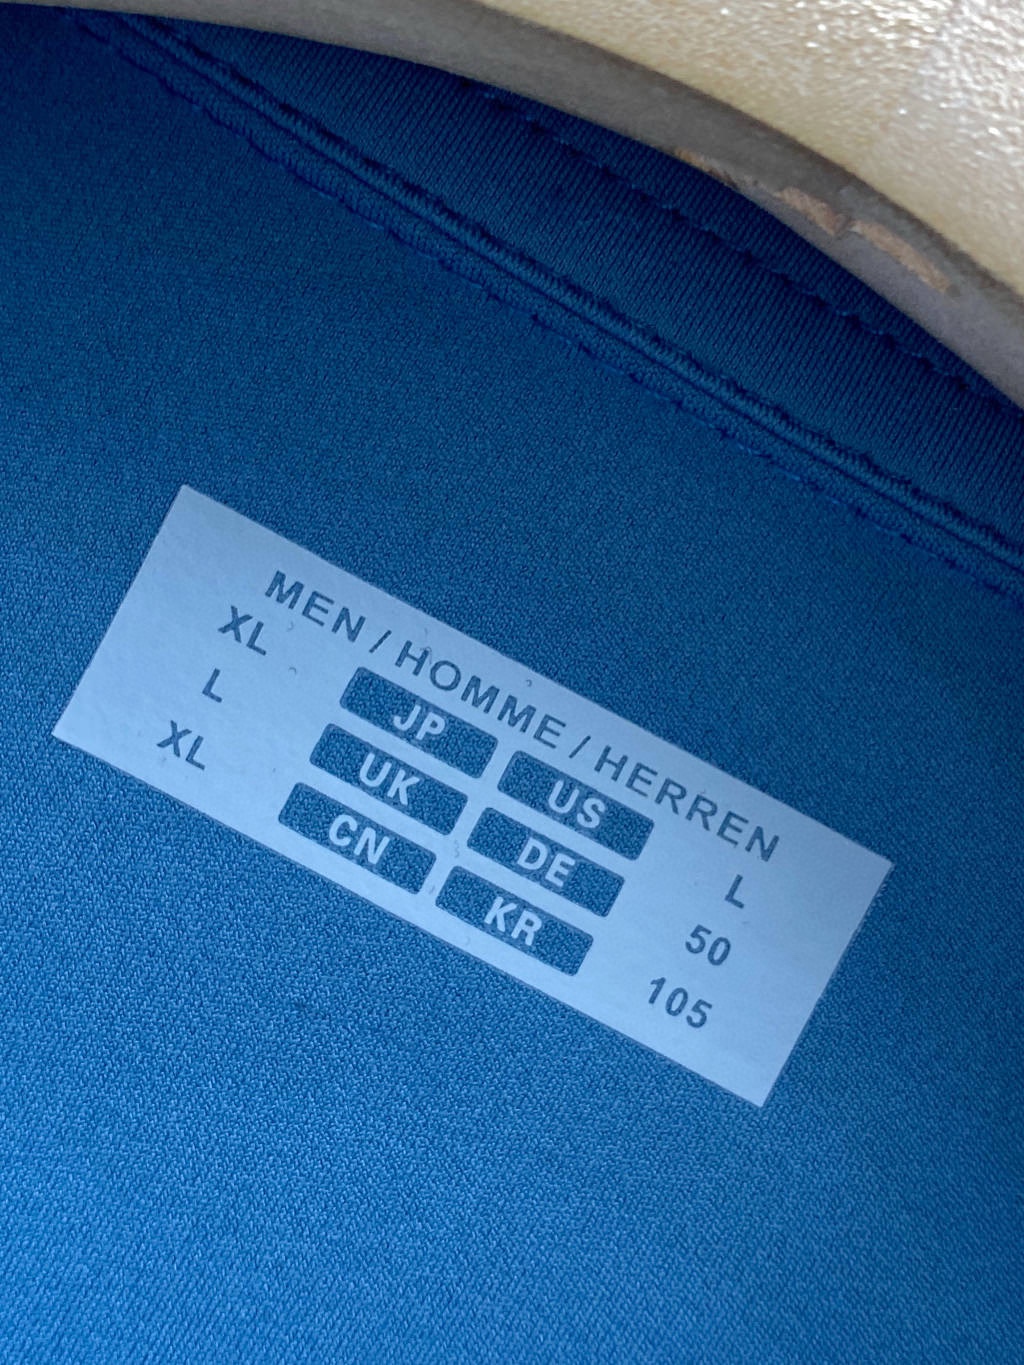 MEN / HOMME / HERREN
XL JP US L
L UK DE 50
XL CN KR 105